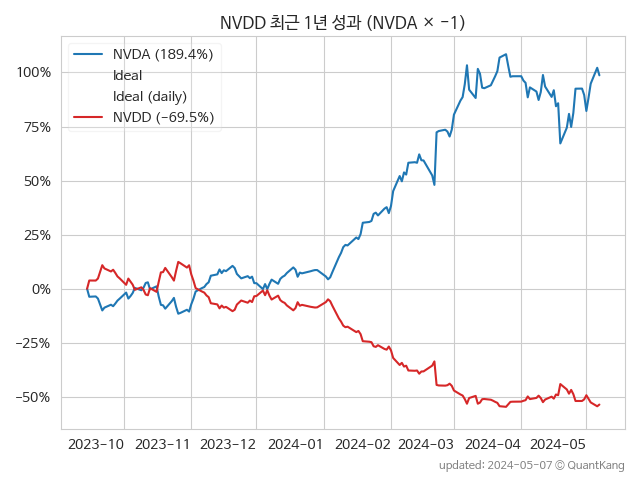 NVDD 최근 1년 성과 (NVDA × -1)
NVDA (189.4%)
Ideal
Ideal (daily)
NVDD (-69.5%)
100%
75%
50%
25%
0%
-25%
-50%
2023-10
2023-11
2023-12
2024-01
2024-02
2024-03
2024-04
2024-05
updated: 2024-05-07 © QuantKang